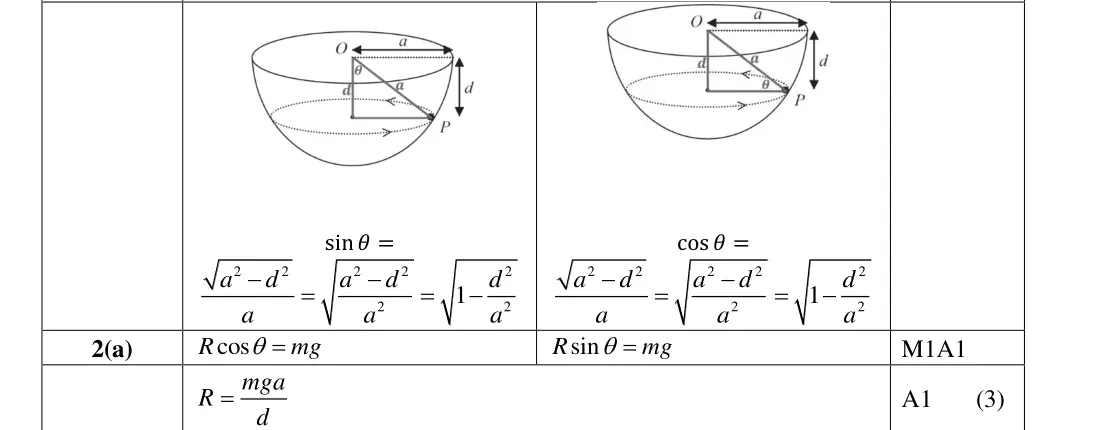 O a
θ
d a d
P
O a
d a d
θ
P
sin θ =
√(a² − d²)/a = √((a² − d²)/a²) = √(1 − d²/a²)
cos θ =
√(a² − d²)/a = √((a² − d²)/a²) = √(1 − d²/a²)
2(a) R cos θ = mg R sin θ = mg M1A1
R = mga/d A1 (3)